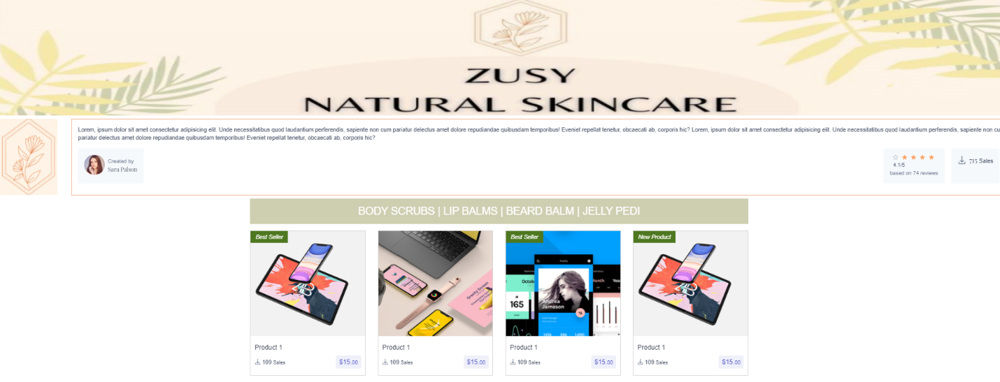 ZUSY
NATURAL SKINCARE
Lorem, ipsum dolor sit amet consectetur adipisicing elit. Unde necessitatibus quod laudantium perferendis, sapiente non cum pariatur delectus amet dolore repudiandae quibusdam temporibus! Eveniet repellat tenetur, obcaecati ab, corporis hic? Lorem, ipsum dolor sit amet consectetur adipisicing elit. Unde necessitatibus quod laudantium perferendis, sapiente non cu
pariatur delectus amet dolore repudiandae quibusdam temporibus! Eveniet repellat tenetur, obcaecati ab, corporis hic?
Created by
Sara Palson
4.1/5
based on 74 reviews
715 Sales
BODY SCRUBS | LIP BALMS | BEARD BALM | JELLY PEDI
Best Seller
Best Seller
New Product
Profile
Octob
Month
Yea
165
Andrea
Jameson
Product 1
Product 1
Product 1
Product 1
109 Sales
$15.00
109 Sales
$15.00
109 Sales
$15.00
109 Sales
$15.00